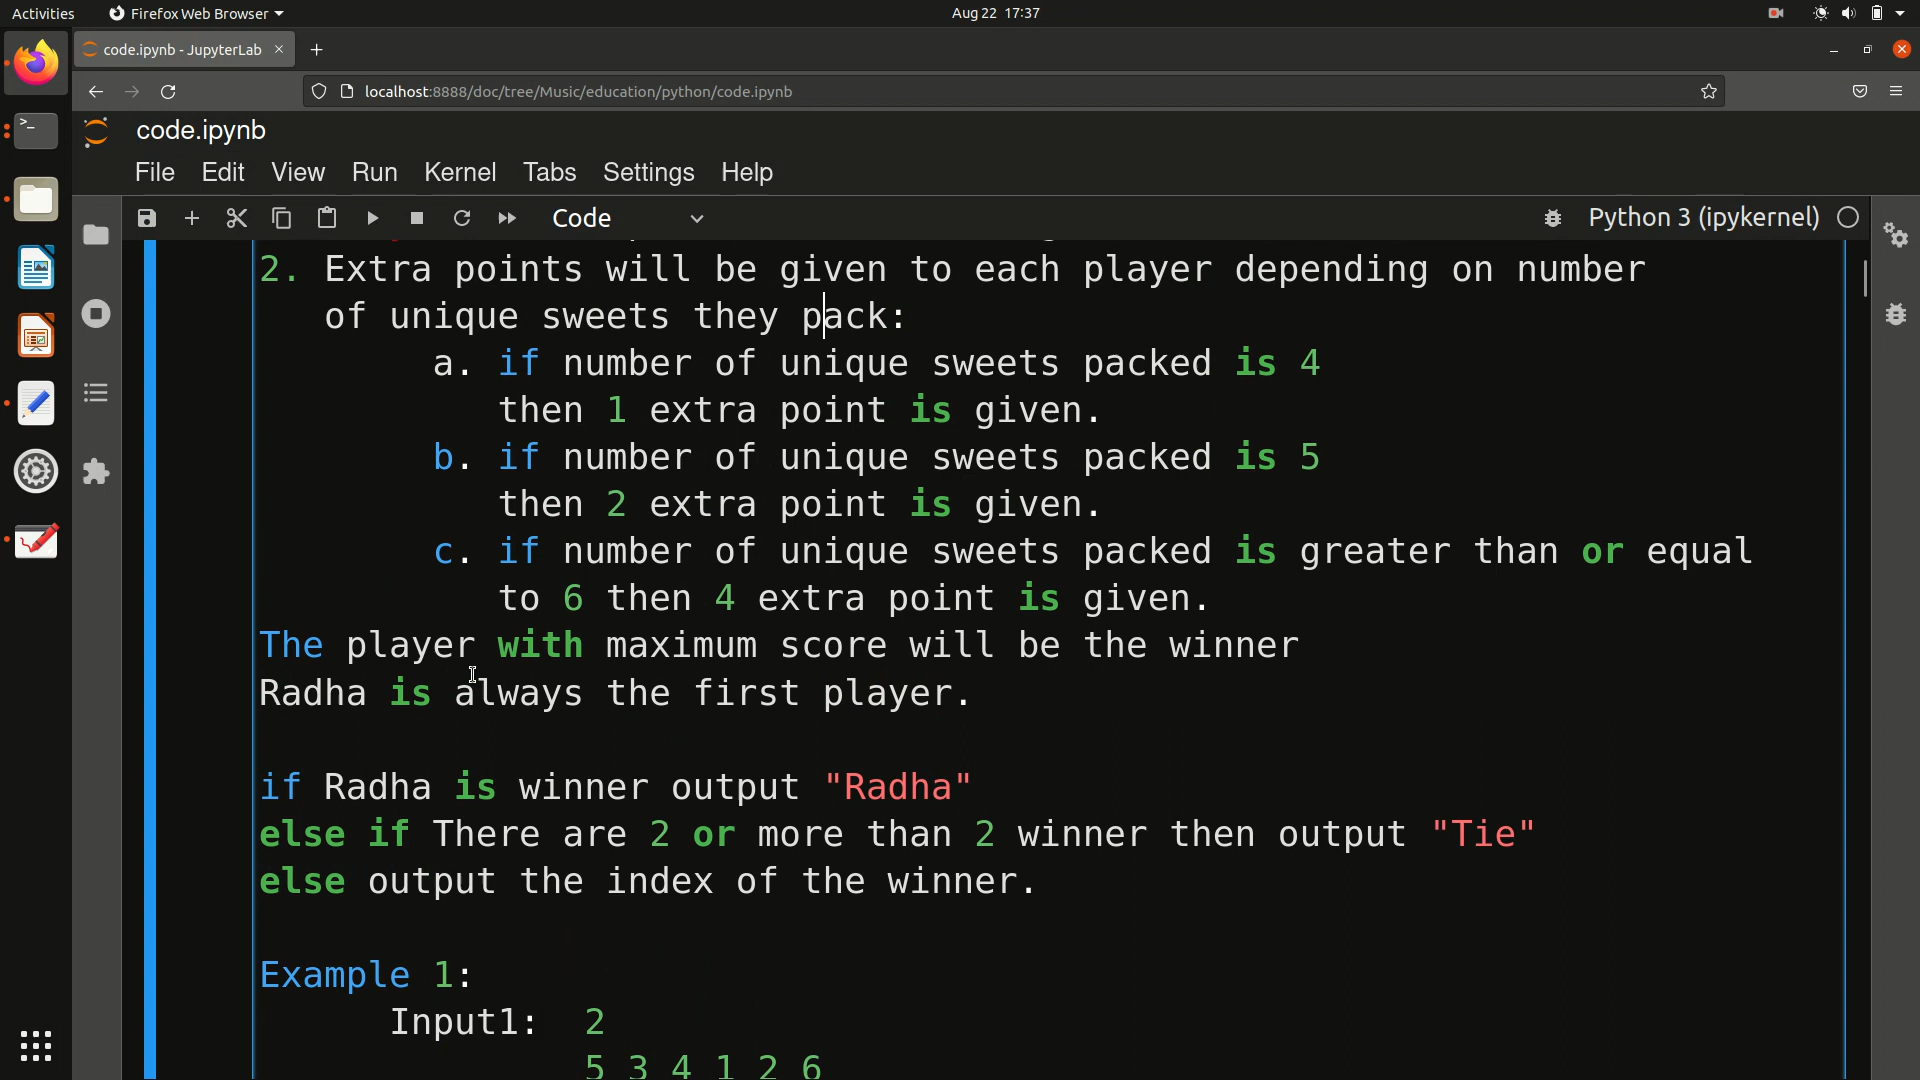 Activities Firefox Web Browser Aug 22 17:37
code.ipynb - JupyterLab
localhost:8888/doc/tree/Music/education/python/code.ipynb
code.ipynb
File Edit View Run Kernel Tabs Settings Help
Code Python 3 (ipykernel)
2. Extra points will be given to each player depending on number
of unique sweets they pack:
a. if number of unique sweets packed is 4
then 1 extra point is given.
b. if number of unique sweets packed is 5
then 2 extra point is given.
c. if number of unique sweets packed is greater than or equal
to 6 then 4 extra point is given.
The player with maximum score will be the winner
Radha is always the first player.
if Radha is winner output "Radha"
else if There are 2 or more than 2 winner then output "Tie"
else output the index of the winner.
Example 1:
Input1: 2
5 3 4 1 2 6